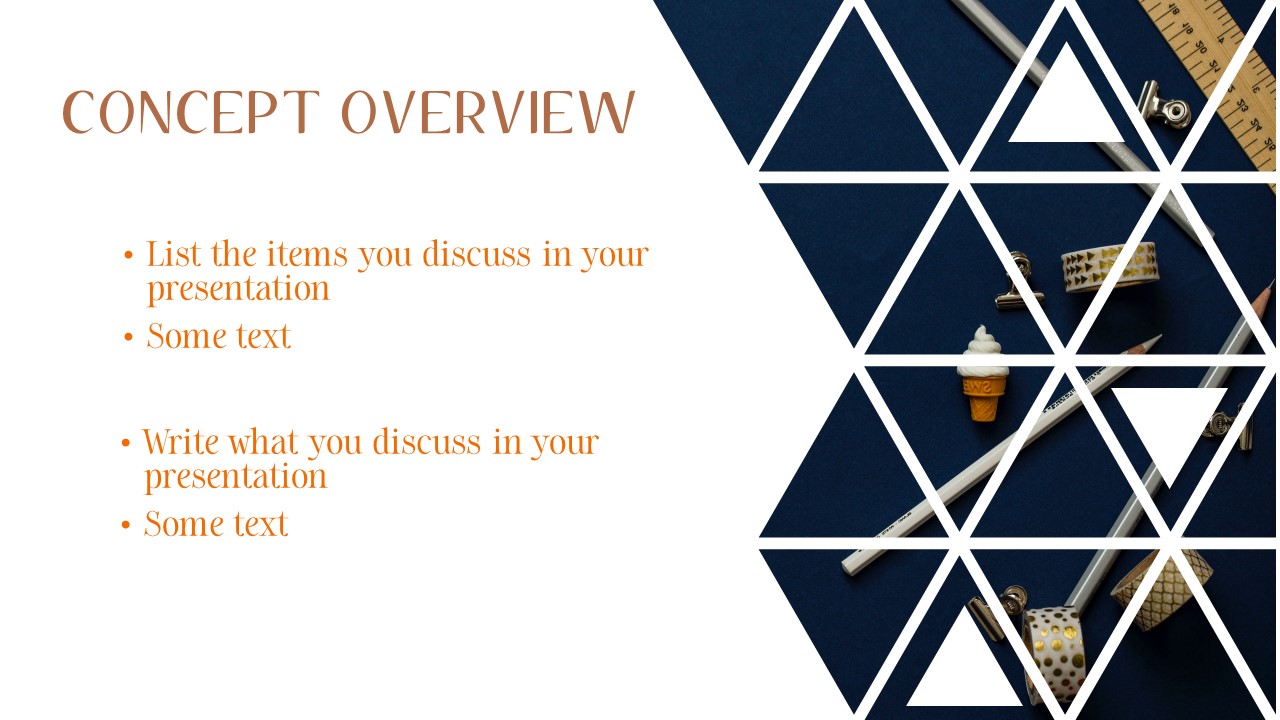 CONCEPT OVERVIEW
• List the items you discuss in your
presentation
• Some text
• Write what you discuss in your
presentation
• Some text